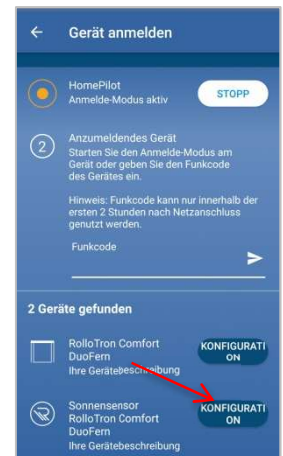 ← Gerät anmelden
HomePilot
Anmelde-Modus aktiv
STOPP
2
Anzumeldendes Gerät
Starten Sie den Anmelde-Modus am
Gerät oder geben Sie den Funkcode
des Gerätes ein.
Hinweis: Funkcode kann nur innerhalb der
ersten 2 Stunden nach Netzanschluss
genutzt werden.
Funkcode
2 Geräte gefunden
RolloTron Comfort
DuoFern
Ihre Gerätebeschreibung
KONFIGURATI
ON
Sonnensensor
RolloTron Comfort
DuoFern
Ihre Gerätebeschreibung
KONFIGURATI
ON